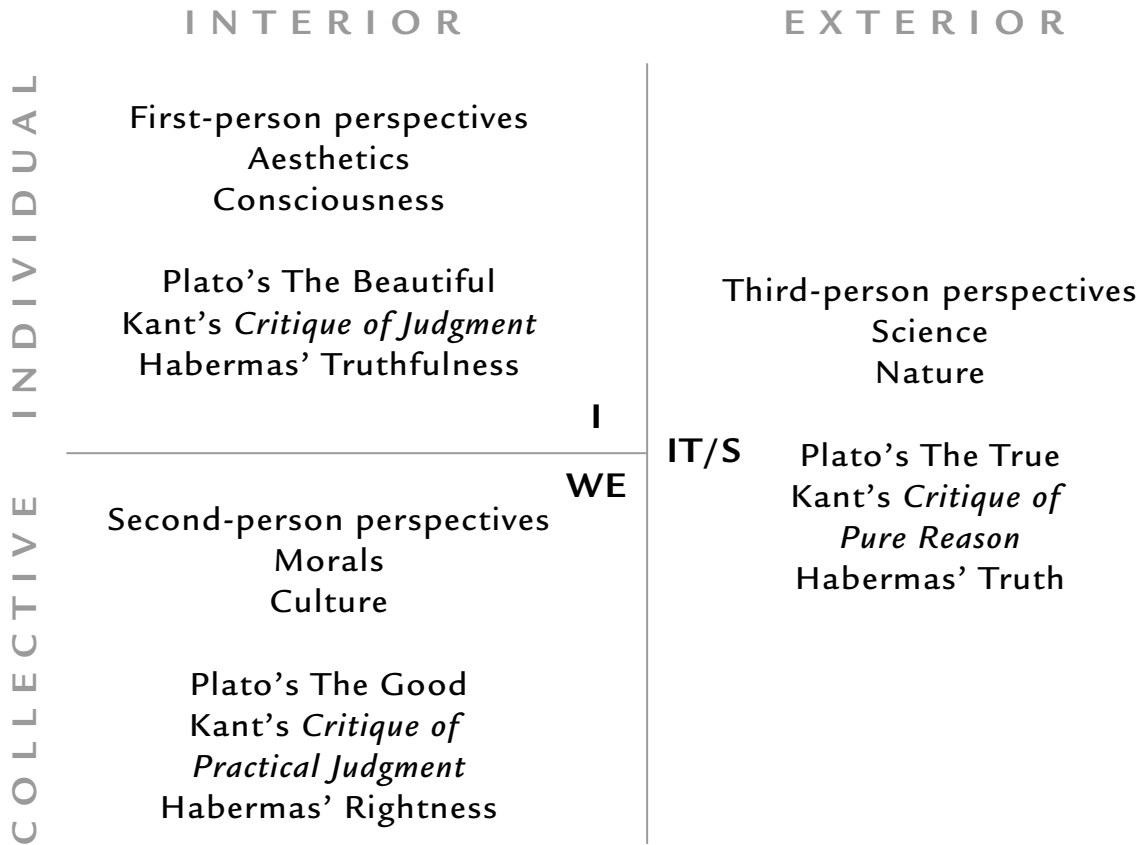 INTERIOR
EXTERIOR
INDIVIDUAL
First-person perspectives
Aesthetics
Consciousness
Plato’s The Beautiful
Kant’s Critique of Judgment
Habermas’ Truthfulness
I
COLLECTIVE
WE
Second-person perspectives
Morals
Culture
Plato’s The Good
Kant’s Critique of
Practical Judgment
Habermas’ Rightness
Third-person perspectives
Science
Nature
IT/S
Plato’s The True
Kant’s Critique of
Pure Reason
Habermas’ Truth